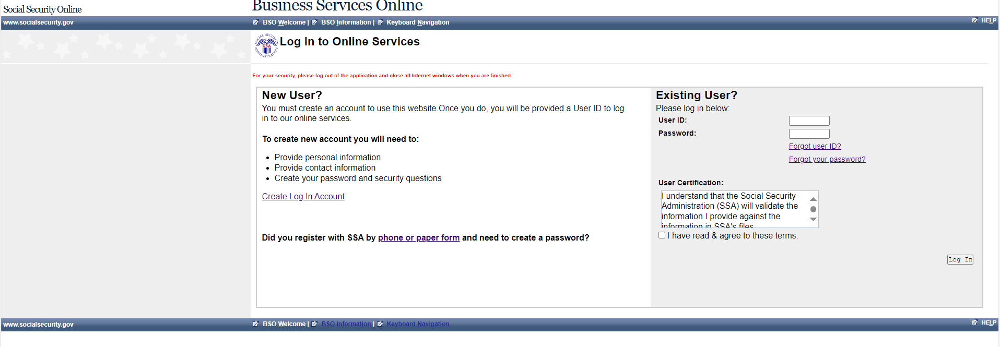 Social Security Online
Business Services Online
www.socialsecurity.gov
BSO Welcome | BSO Information | Keyboard Navigation
HELP
SOCIAL SECURITY ADMINISTRATION
USA
Log In to Online Services
For your security, please log out of the application and close all Internet windows when you are finished.
New User?
You must create an account to use this website.Once you do, you will be provided a User ID to log
in to our online services.
To create new account you will need to:
Provide personal information
Provide contact information
Create your password and security questions
Create Log In Account
Did you register with SSA by phone or paper form and need to create a password?
Existing User?
Please log in below:
User ID:
Password:
Forgot user ID?
Forgot your password?
User Certification:
I understand that the Social Security
Administration (SSA) will validate the
information I provide against the
information in SSA's files
I have read & agree to these terms.
Log In
www.socialsecurity.gov
BSO Welcome | BSO Information | Keyboard Navigation
HELP